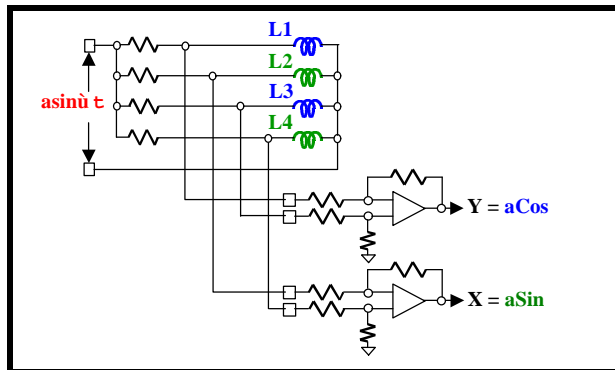 L1
L2
L3
L4
asinù t
Y = aCos
X = aSin